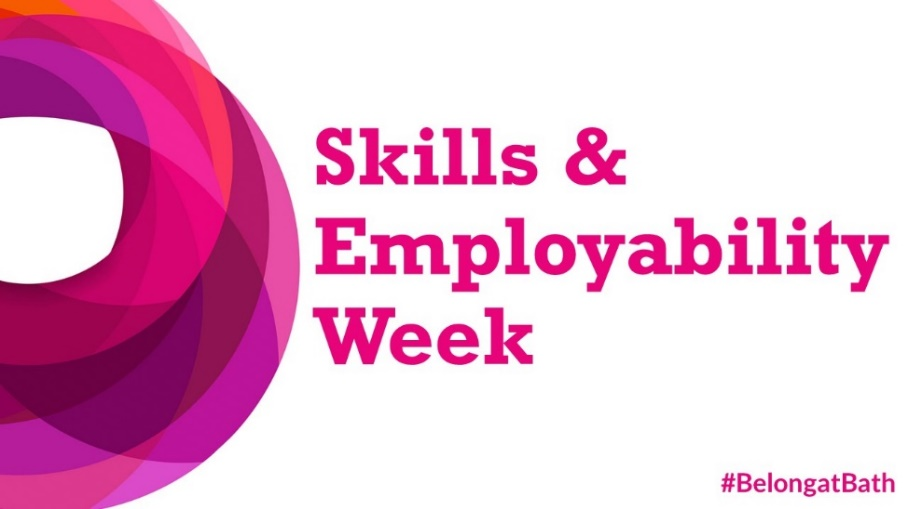 Skills &
Employability
Week
#BelongatBath